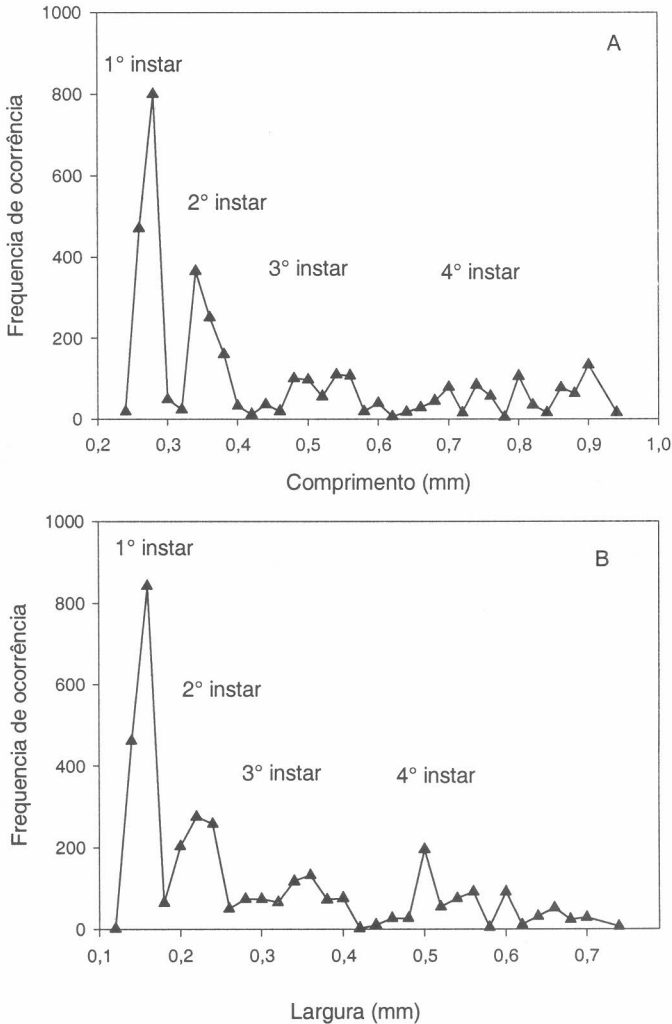 A
1° instar
2° instar
3° instar
4° instar
Frequencia de ocorrência
1000
800
600
400
200
0
0,2 0,3 0,4 0,5 0,6 0,7 0,8 0,9 1,0
Comprimento (mm)
B
1° instar
2° instar
3° instar
4° instar
Frequencia de ocorrência
1000
800
600
400
200
0
0,1 0,2 0,3 0,4 0,5 0,6 0,7
Largura (mm)